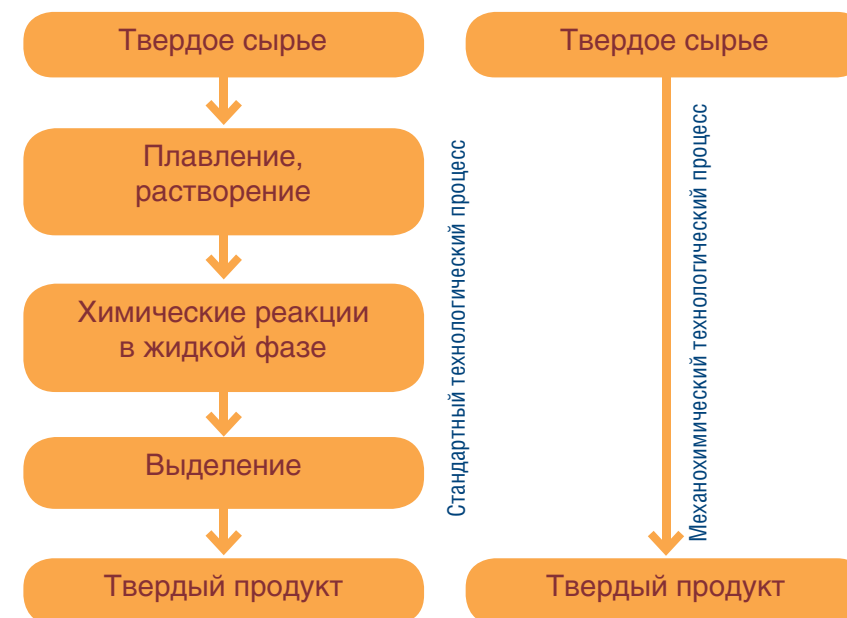 Твердое сырье
Плавление,
растворение
Химические реакции
в жидкой фазе
Выделение
Твердый продукт
Стандартный технологический процесс
Твердое сырье
Механохимический технологический процесс
Твердый продукт